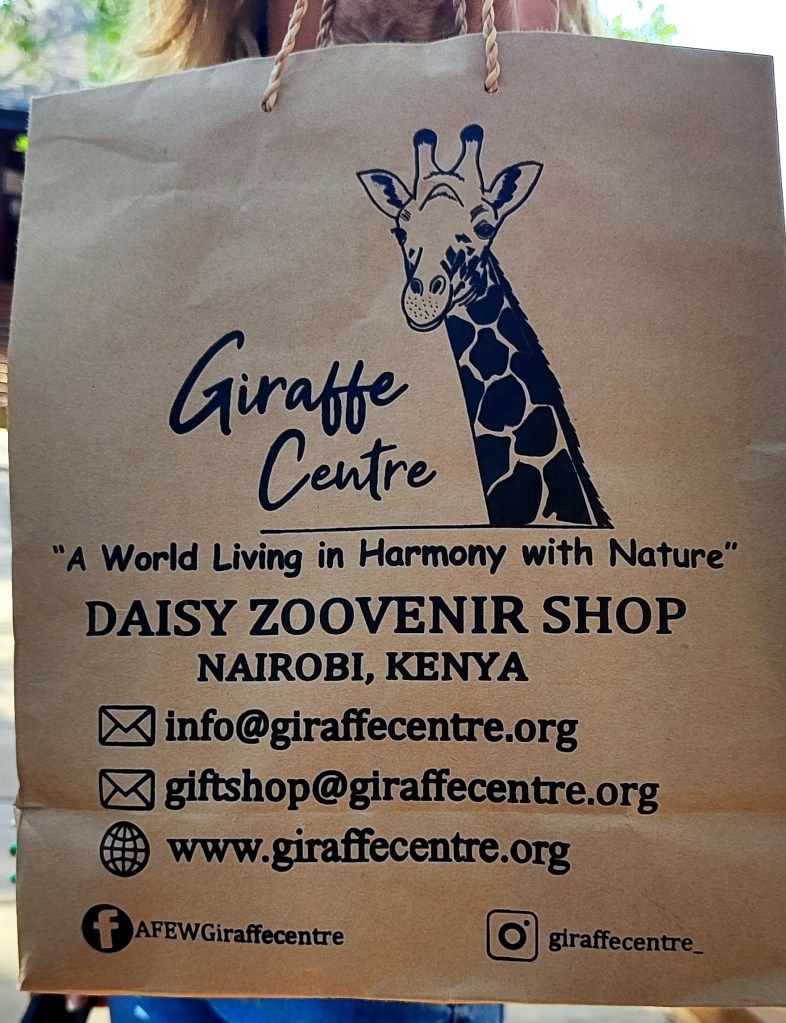 Giraffe
Centre
"A World Living in Harmony with Nature"
DAISY ZOOVENIR SHOP
NAIROBI, KENYA
info@giraffecentre.org
giftshop@giraffecentre.org
www.giraffecentre.org
AFEWGiraffecentre
giraffecentre_